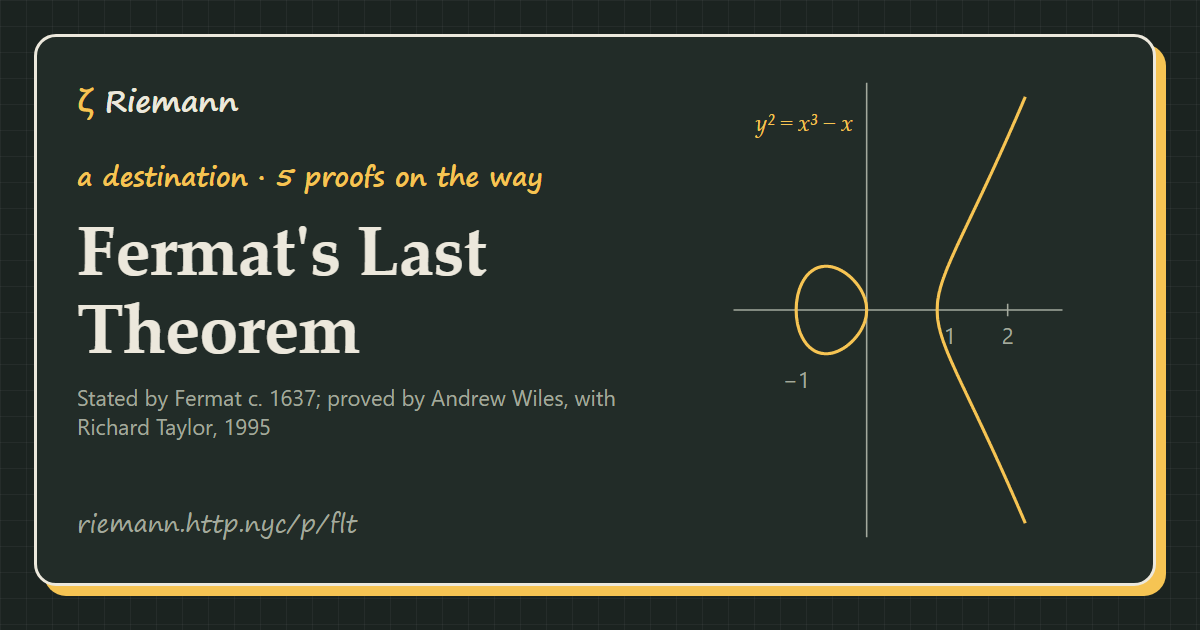 ζ Riemann
a destination · 5 proofs on the way
Fermat's Last
Theorem
Stated by Fermat c. 1637; proved by Andrew Wiles, with
Richard Taylor, 1995
riemann.http.nyc/p/flt
y² = x³ − x
1
2
−1